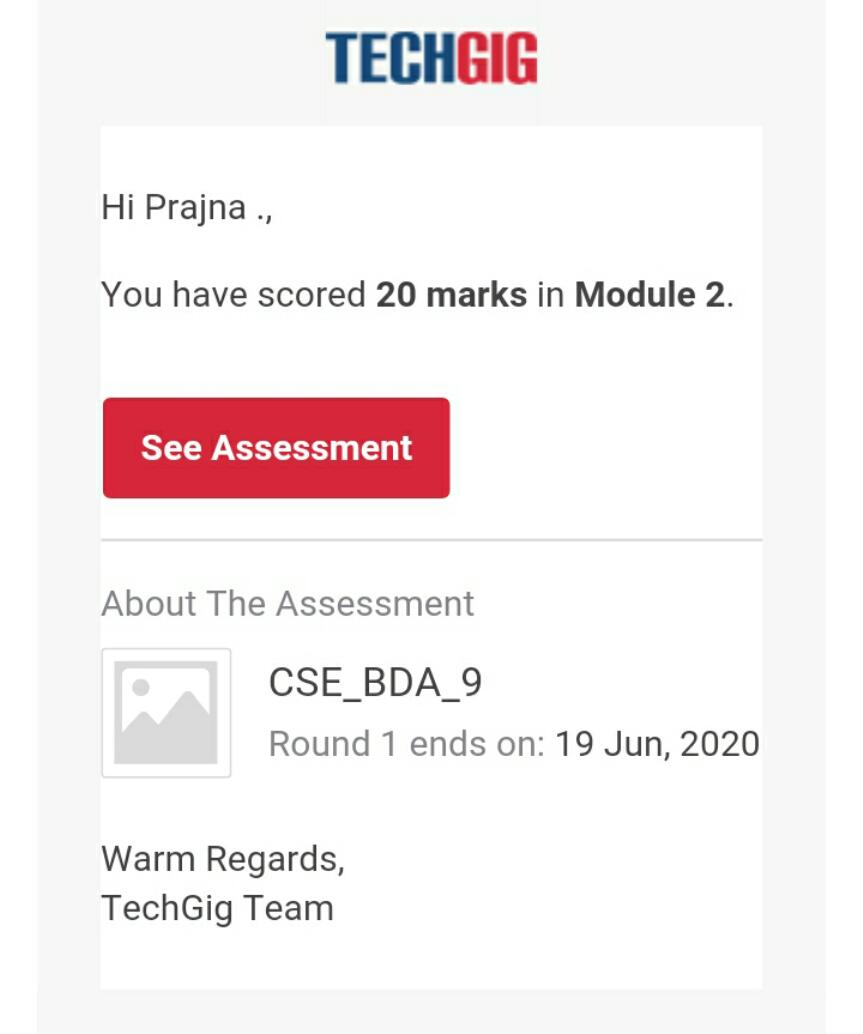 TECHGIG
Hi Prajna .,
You have scored 20 marks in Module 2.
See Assessment
About The Assessment
CSE_BDA_9
Round 1 ends on: 19 Jun, 2020
Warm Regards,
TechGig Team